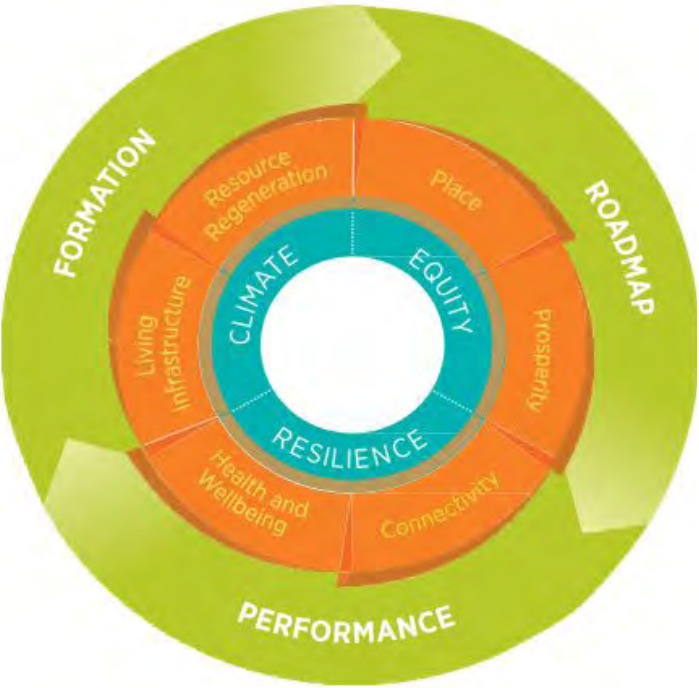 FORMATION
ROADMAP
PERFORMANCE
Resource
Regeneration
Place
Prosperity
Connectivity
Health and
Wellbeing
Living
Infrastructure
CLIMATE
EQUITY
RESILIENCE